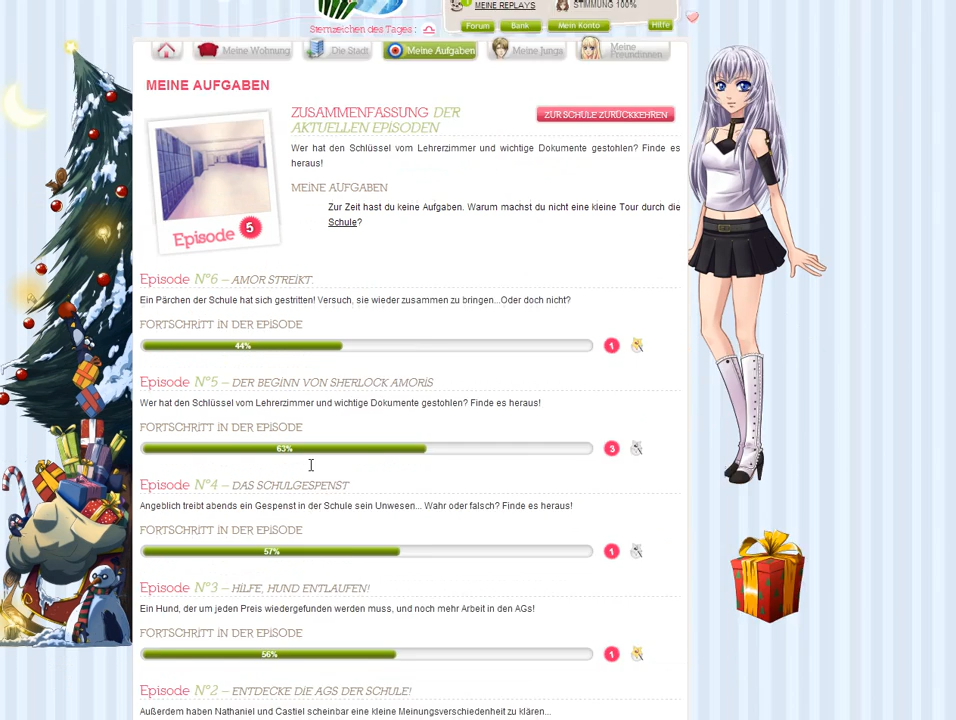 MEINE REPLAYS
STIMMUNG 100%
Forum
Bank
Mein Konto
Hilfe
Sternzeichen des Tages :
Meine Wohnung
Die Stadt
Meine Aufgaben
Meine Jungs
Meine
Freundinnen
MEINE AUFGABEN
ZUSAMMENFASSUNG DER
AKTUELLEN EPISODEN
ZUR SCHULE ZURÜCKKEHREN
Wer hat den Schlüssel vom Lehrerzimmer und wichtige Dokumente gestohlen? Finde es
heraus!
MEINE AUFGABEN
Zur Zeit hast du keine Aufgaben. Warum machst du nicht eine kleine Tour durch die
Schule?
Episode 5
Episode N°6 – AMOR STREIKT.
Ein Pärchen der Schule hat sich gestritten! Versuch, sie wieder zusammen zu bringen...Oder doch nicht?
FORTSCHRITT IN DER EPISODE
44%
1
Episode N°5 – DER BEGINN VON SHERLOCK AMORIS
Wer hat den Schlüssel vom Lehrerzimmer und wichtige Dokumente gestohlen? Finde es heraus!
FORTSCHRITT IN DER EPISODE
63%
3
Episode N°4 – DAS SCHULGESPENST
Angeblich treibt abends ein Gespenst in der Schule sein Unwesen... Wahr oder falsch? Finde es heraus!
FORTSCHRITT IN DER EPISODE
57%
1
Episode N°3 – HILFE, HUND ENTLAUFEN!
Ein Hund, der um jeden Preis wiedergefunden werden muss, und noch mehr Arbeit in den AGs!
FORTSCHRITT IN DER EPISODE
56%
1
Episode N°2 – ENTDECKE DIE AGS DER SCHULE!
Außerdem haben Nathaniel und Castiel scheinbar eine kleine Meinungsverschiedenheit zu klären...